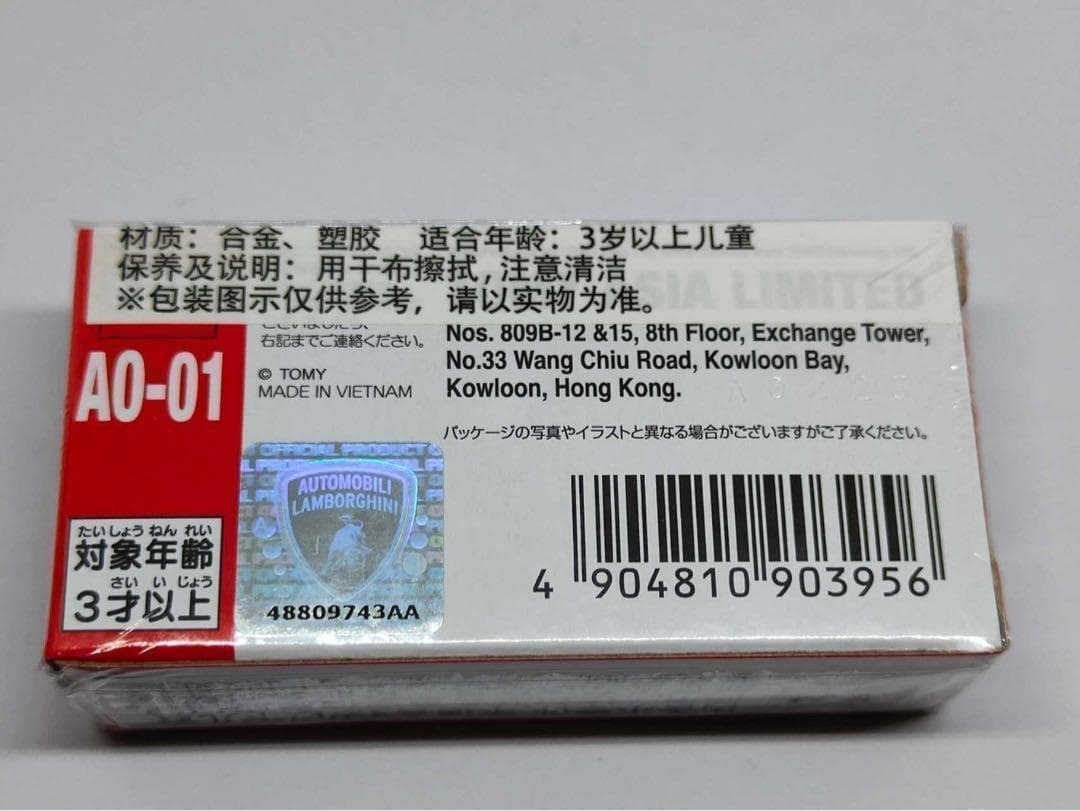 材质：合金、塑胶 适合年龄：3岁以上儿童
保养及说明：用干布擦拭，注意清洁
※包装图示仅供参考，请以实物为准。
SIA LIMITED
右記までご連絡ください。
© TOMY
MADE IN VIETNAM
Nos. 809B-12 &15, 8th Floor, Exchange Tower,
No.33 Wang Chiu Road, Kowloon Bay,
Kowloon, Hong Kong.
パッケージの写真やイラストと異なる場合がございますがご了承ください。
AO-01
OFFICIAL PRODUCT
AUTOMOBILI
LAMBORGHINI
48809743AA
たいしょう ねん れい
対象年齢
さい い じょう
3才以上
4 904810 903956